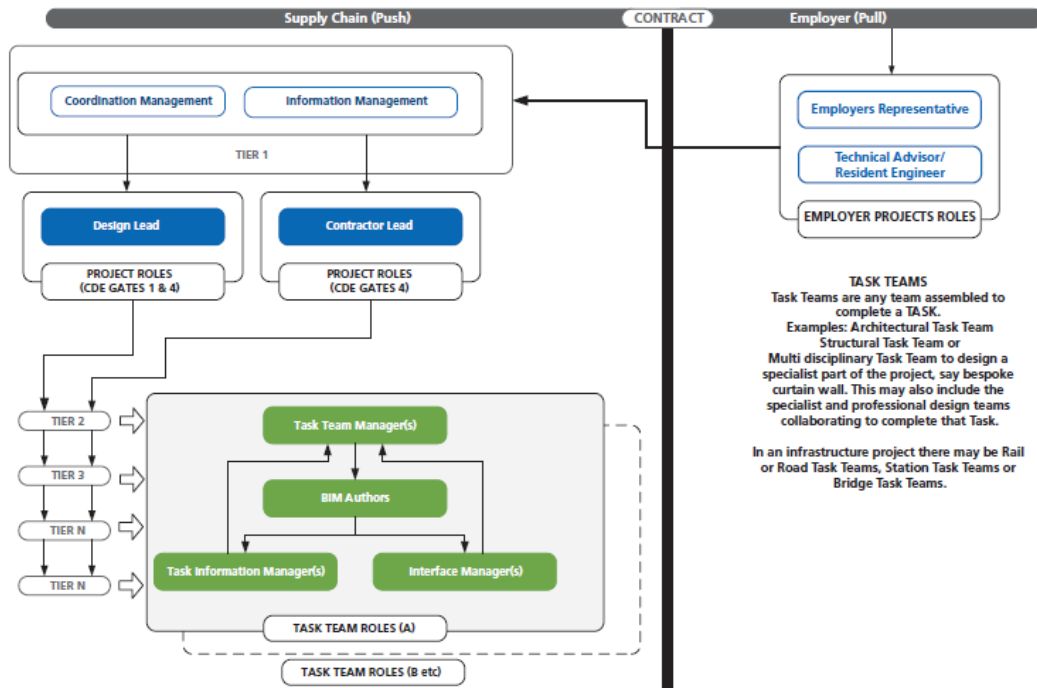 Supply Chain (Push)
CONTRACT
Employer (Pull)
Coordination Management
Information Management
TIER 1
Employers Representative
Technical Advisor/
Resident Engineer
EMPLOYER PROJECTS ROLES
Design Lead
PROJECT ROLES
(CDE GATES 1 & 4)
Contractor Lead
PROJECT ROLES
(CDE GATES 4)
TASK TEAMS
Task Teams are any team assembled to
complete a TASK.
Examples: Architectural Task Team
Structural Task Team or
Multi disciplinary Task Team to design a
specialist part of the project, say bespoke
curtain wall. This may also include the
specialist and professional design teams
collaborating to complete that Task.
In an infrastructure project there may be Rail
or Road Task Teams, Station Task Teams or
Bridge Task Teams.
TIER 2
TIER 3
TIER N
TIER N
Task Team Manager(s)
BIM Authors
Task Information Manager(s)
Interface Manager(s)
TASK TEAM ROLES (A)
TASK TEAM ROLES (B etc)